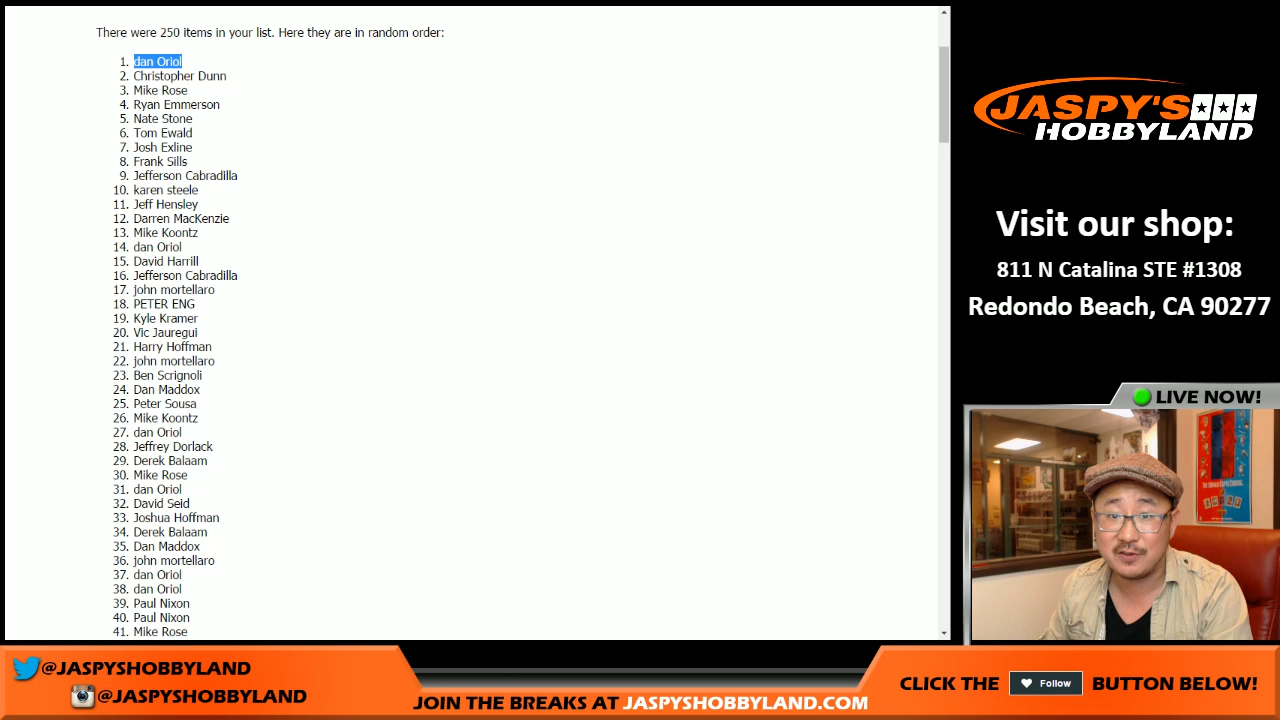 There were 250 items in your list. Here they are in random order:
1. dan Oriol
2. Christopher Dunn
3. Mike Rose
4. Ryan Emmerson
5. Nate Stone
6. Tom Ewald
7. Josh Exline
8. Frank Sills
9. Jefferson Cabradilla
10. karen steele
11. Jeff Hensley
12. Darren MacKenzie
13. Mike Koontz
14. dan Oriol
15. David Harrill
16. Jefferson Cabradilla
17. john mortellaro
18. PETER ENG
19. Kyle Kramer
20. Vic Jauregui
21. Harry Hoffman
22. john mortellaro
23. Ben Scrignoli
24. Dan Maddox
25. Peter Sousa
26. Mike Koontz
27. dan Oriol
28. Jeffrey Dorlack
29. Derek Balaam
30. Mike Rose
31. dan Oriol
32. David Seid
33. Joshua Hoffman
34. Derek Balaam
35. Dan Maddox
36. john mortellaro
37. dan Oriol
38. dan Oriol
39. Paul Nixon
40. Paul Nixon
41. Mike Rose
JASPY'S
HOBBYLAND
Visit our shop:
811 N Catalina STE #1308
Redondo Beach, CA 90277
LIVE NOW!
@JASPYSHOBBYLAND
@JASPYSHOBBYLAND
JOIN THE BREAKS AT JASPYSHOBBYLAND.COM
CLICK THE Follow BUTTON BELOW!